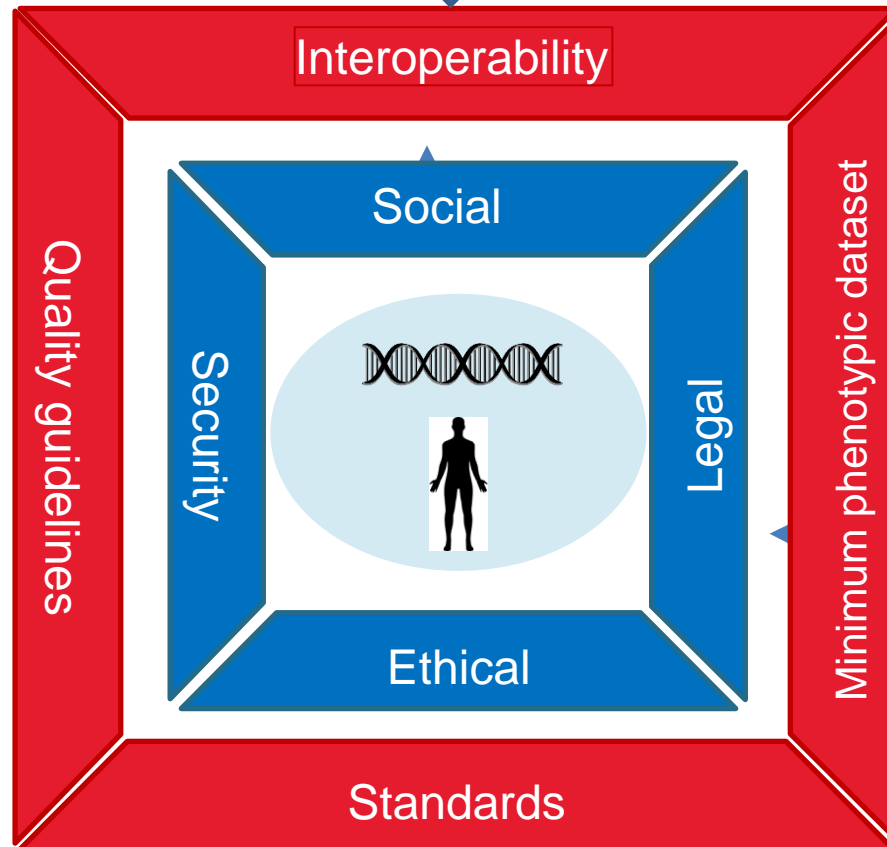 Interoperability
Social
Quality guidelines
Security
Legal
Minimum phenotypic dataset
Ethical
Standards